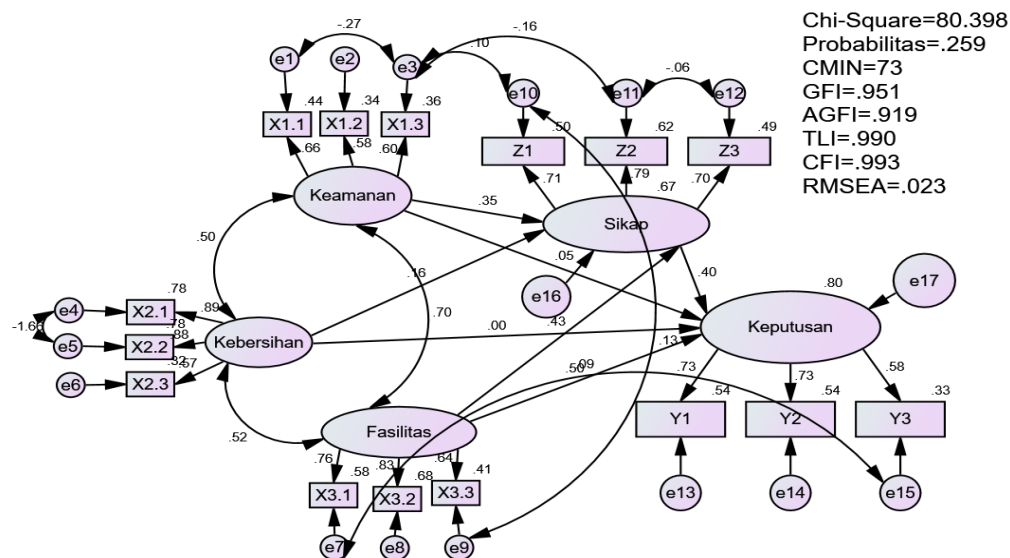 Chi-Square=80.398
Probabilitas=.259
CMIN=73
GFI=.951
AGFI=.919
TLI=.990
CFI=.993
RMSEA=.023
-.27
-.16
.10
-.06
e1
e2
e3
e10
e11
e12
.44
.34
.36
.50
.62
.49
X1.1
X1.2
X1.3
Z1
Z2
Z3
.66
.58
.60
.71
.79
.70
.67
Keamanan
.35
Sikap
.50
.05
.16
.40
e16
e17
.70
.80
.78
e4
X2.1
.89
-1.66
.78
.88
e5
X2.2
Kebersihan
.00
.43
Keputusan
.13
e6
X2.3
.57
.50
.09
.73
.73
.58
.52
Fasilitas
.54
.54
.33
Y1
Y2
Y3
.76
.83
.64
.58
.68
.41
X3.1
X3.2
X3.3
e13
e14
e15
e7
e8
e9